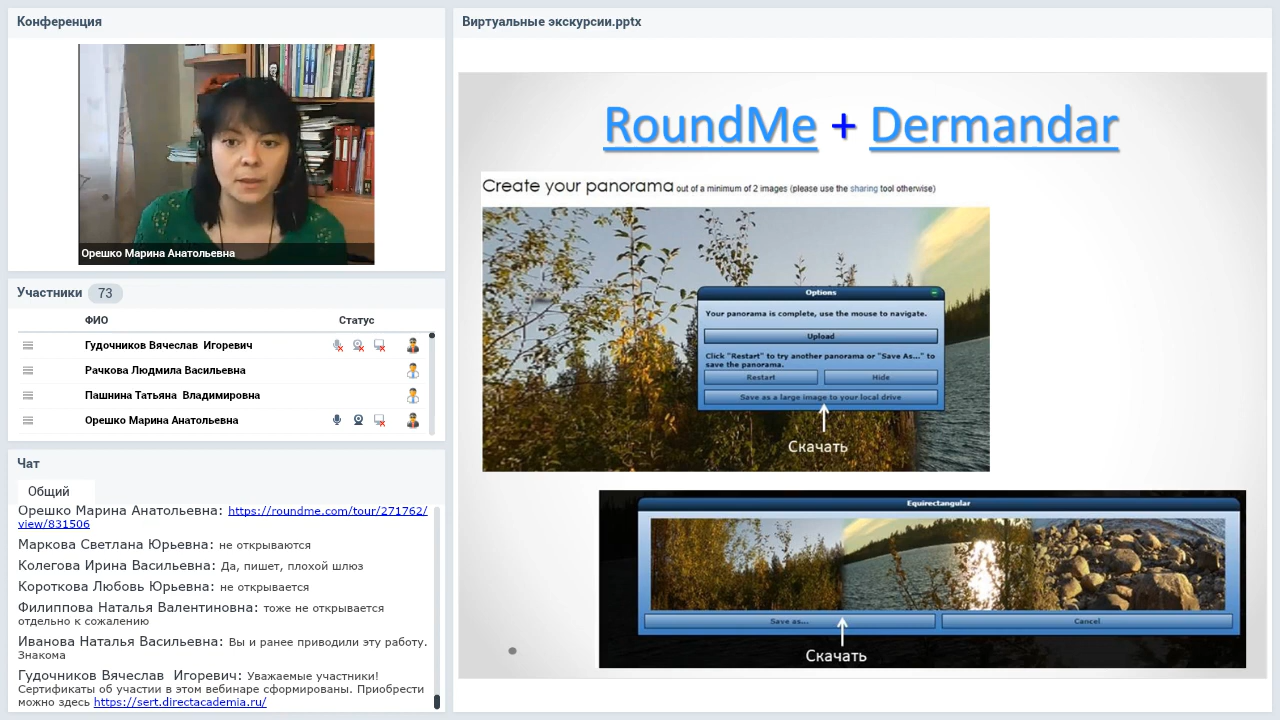 Конференция
Орешко Марина Анатольевна
Участники 73
ФИО Статус
Гудочников Вячеслав Игоревич
Рачкова Людмила Васильевна
Пашнина Татьяна Владимировна
Орешко Марина Анатольевна
Чат
Общий
Орешко Марина Анатольевна: https://roundme.com/tour/271762/
view/831506
Маркова Светлана Юрьевна: не открываются
Колегова Ирина Васильевна: Да, пишет, плохой шлюз
Короткова Любовь Юрьевна: не открывается
Филиппова Наталья Валентиновна: тоже не открывается
отдельно к сожалению
Иванова Наталья Васильевна: Вы и ранее приводили эту работу.
Знакома
Гудочников Вячеслав Игоревич: Уважаемые участники!
Сертификаты об участии в этом вебинаре сформированы. Приобрести
можно здесь https://sert.directacademia.ru/
Виртуальные экскурсии.pptx
RoundMe + Dermandar
Create your panorama out of a minimum of 2 images (please use the sharing tool otherwise)
Options
Your panorama is complete, use the mouse to navigate.
Upload
Click "Restart" to try another panorama or "Save As..." to
save the panorama.
Restart Hide
Save as a large image to your local drive
Скачать
Equirectangular
Save as... Cancel
Скачать